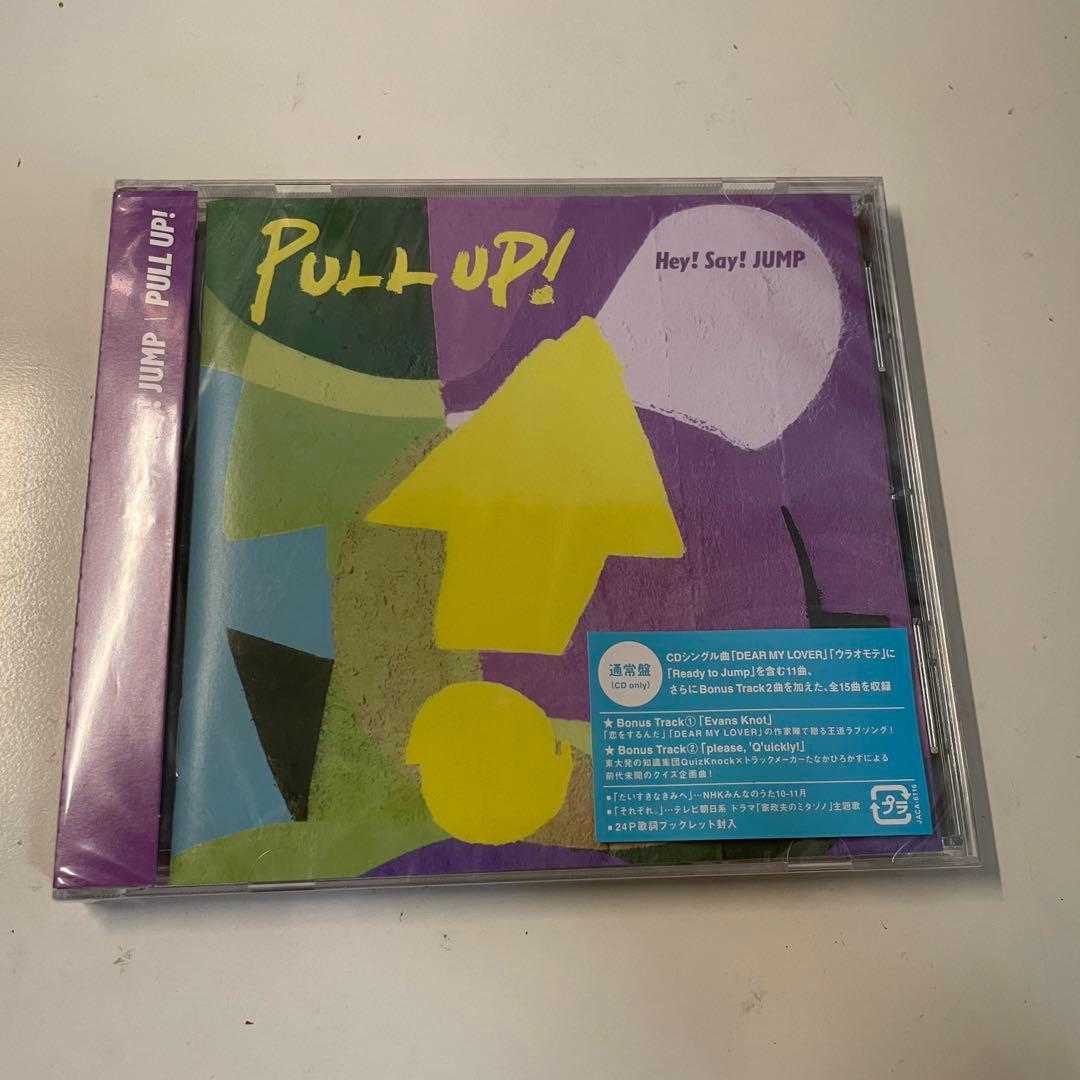 PULL UP!
Hey! Say! JUMP
! JUMP \ PULL UP!
通常盤
(CD only)
CDシングル曲「DEAR MY LOVER」「ウラオモテ」に
「Ready to Jump」を含む11曲、
さらにBonus Track2曲を加えた、全15曲を収録
★ Bonus Track①「Evans Knot」
「恋をするんだ」「DEAR MY LOVER」の作家陣で贈る王道ラブソング！
★ Bonus Track②「please, 'Q'uickly!」
東大発の知識集団QuizKnock×トラックメーカーたなかひろかずによる
前代未聞のクイズ企画曲！
■「だいすきなきみへ」…NHKみんなのうた10-11月
■「それぞれ。」…テレビ朝日系 ドラマ「家政夫のミタゾノ」主題歌
■ 24P歌詞ブックレット封入
プラ
JACA-6116